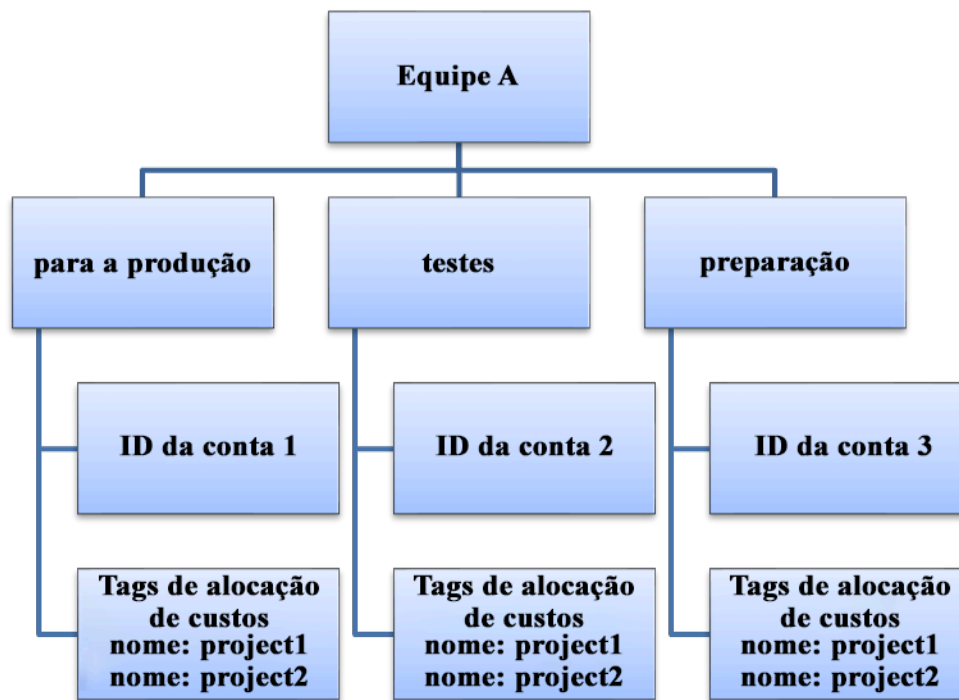 Equipe A
para a produção
testes
preparação
ID da conta 1
ID da conta 2
ID da conta 3
Tags de alocação
de custos
nome: project1
nome: project2
Tags de alocação
de custos
nome: project1
nome: project2
Tags de alocação
de custos
nome: project1
nome: project2